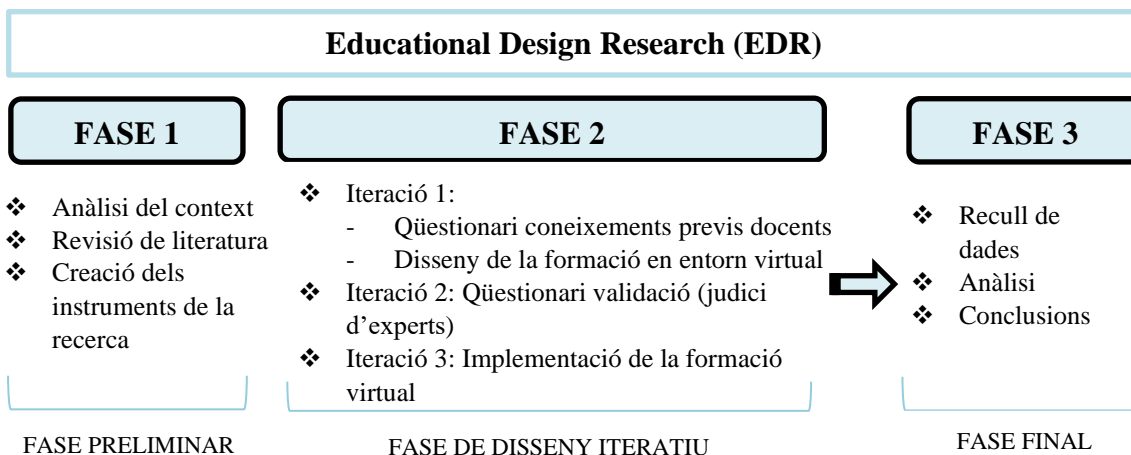 Educational Design Research (EDR)
FASE 1
❖ Anàlisi del context
❖ Revisió de literatura
❖ Creació dels
instruments de la
recerca
FASE PRELIMINAR
FASE 2
❖ Iteració 1:
- Qüestionari coneixements previs docents
- Disseny de la formació en entorn virtual
❖ Iteració 2: Qüestionari validació (judici
d’experts)
❖ Iteració 3: Implementació de la formació
virtual
FASE DE DISSENY ITERATIU
FASE 3
❖ Recull de
dades
❖ Anàlisi
❖ Conclusions
FASE FINAL